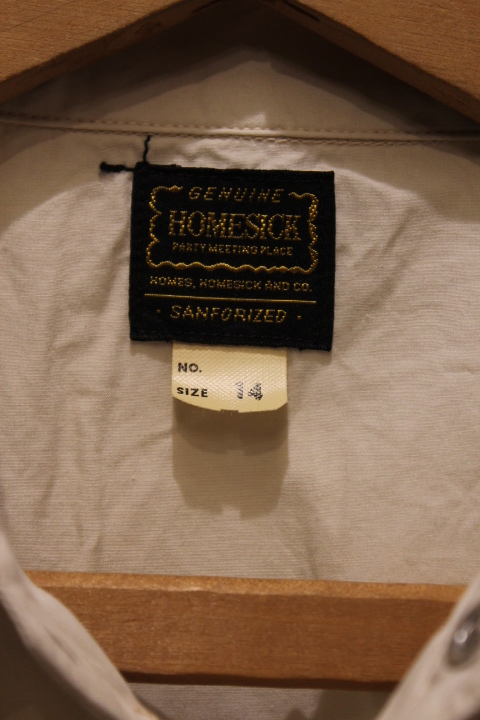 GENUINE
HOMESICK
PARTY MEETING PLACE
HOMES, HOMESICK AND CO.
· SANFORIZED ·
NO.
SIZE 14